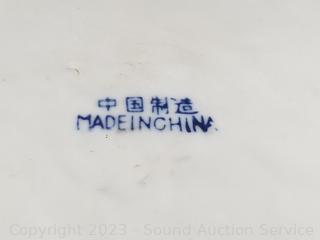 中国制造
MADEINCHINA
Copyright 2023 - Sound Auction Service